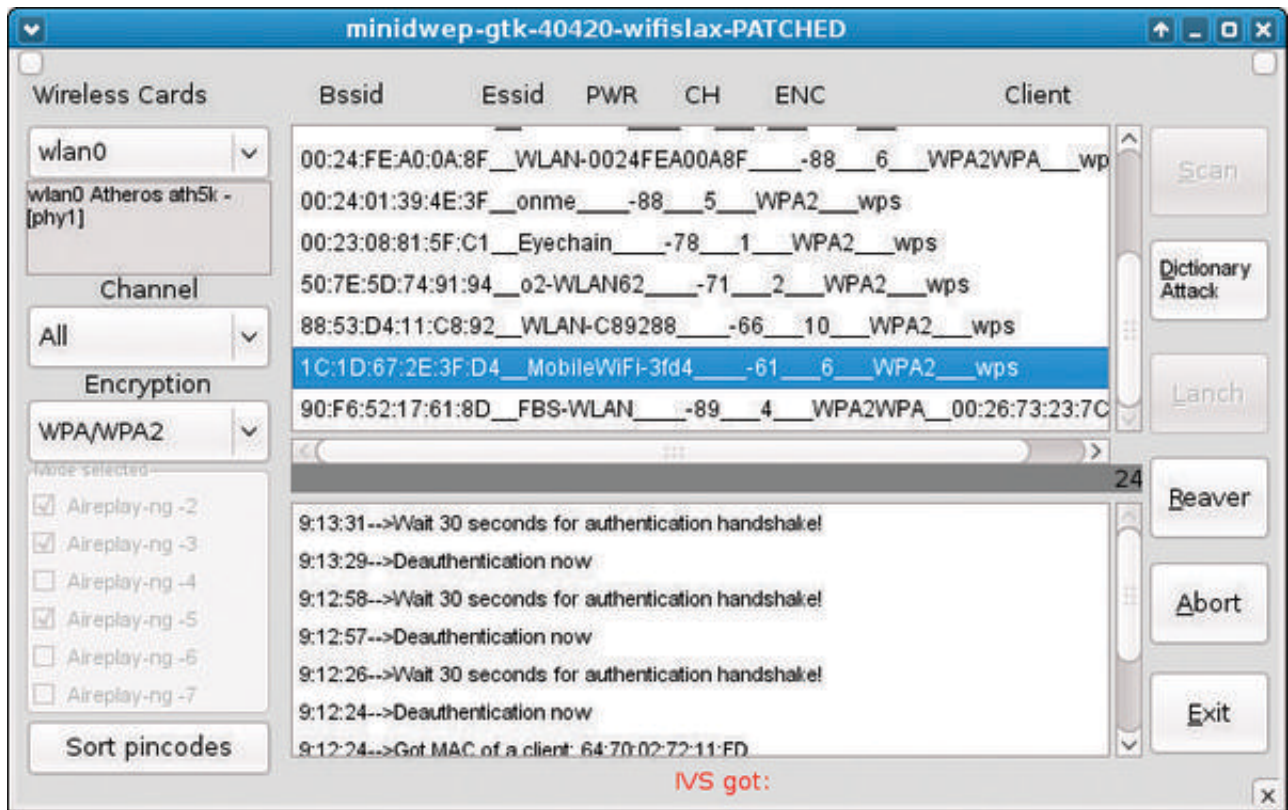 minidwep-gtk-40420-wifislax-PATCHED
Wireless Cards
wlan0
wlan0 Atheros ath5k -
[phy1]
Channel
All
Encryption
WPA/WPA2
Mode selected
Aireplay-ng -2
Aireplay-ng -3
Aireplay-ng -4
Aireplay-ng -5
Aireplay-ng -6
Aireplay-ng -7
Sort pincodes
Bssid Essid PWR CH ENC Client
00:24:FE:A0:0A:8F__WLAN-0024FEA00A8F____-88___6___WPA2WPA___wp
00:24:01:39:4E:3F__onme____-88___5___WPA2___wps
00:23:08:81:5F:C1__Eyechain____-78___1___WPA2___wps
50:7E:5D:74:91:94__o2-WLAN62____-71___2___WPA2___wps
88:53:D4:11:C8:92__WLAN-C89288____-66___10___WPA2___wps
1C:1D:67:2E:3F:D4__MobileWiFi-3fd4____-61___6___WPA2___wps
90:F6:52:17:61:8D__FBS-WLAN____-89___4___WPA2WPA__00:26:73:23:7C
24
9:13:31-->Wait 30 seconds for authentication handshake!
9:13:29-->Deauthentication now
9:12:58-->Wait 30 seconds for authentication handshake!
9:12:57-->Deauthentication now
9:12:26-->Wait 30 seconds for authentication handshake!
9:12:24-->Deauthentication now
9:12:24-->Got MAC of a client: 64:70:02:72:11:FD
IVS got:
Scan
Dictionary
Attack
Lanch
Reaver
Abort
Exit